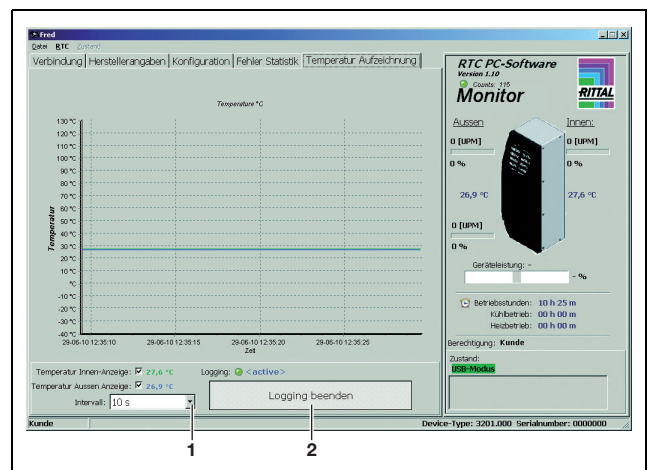 Fred
Datei RTC Zustand
Verbindung Herstellerangaben Konfiguration Fehler Statistik Temperatur Aufzeichnung
Temperature °C
130 °C
120 °C
110 °C
100 °C
90 °C
80 °C
70 °C
60 °C
50 °C
40 °C
30 °C
20 °C
10 °C
°C
-10 °C
-20 °C
-30 °C
-40 °C
Temperatur
29-06-10 12:35:10 29-06-10 12:35:15 29-06-10 12:35:20 29-06-10 12:35:25
Zeit
Temperatur Innen-Anzeige: 27,6 °C Logging: <active>
Temperatur Aussen Anzeige: 26,9 °C
Intervall: 10 s
Logging beenden
RTC PC-Software
Version 1.10
Counts: 115
Monitor
RITTAL
Aussen Innen:
0 [UPM] 0 [UPM]
0 % 0 %
26,9 °C 27,6 °C
0 [UPM]
0 %
Geräteleistung: -
- %
Betriebsstunden: 10 h 25 m
Kühlbetrieb: 00 h 00 m
Heizbetrieb: 00 h 00 m
Berechtigung: Kunde
Zustand:
USB-Modus
Kunde Device-Type: 3201.000 Serialnumber: 0000000
1 2